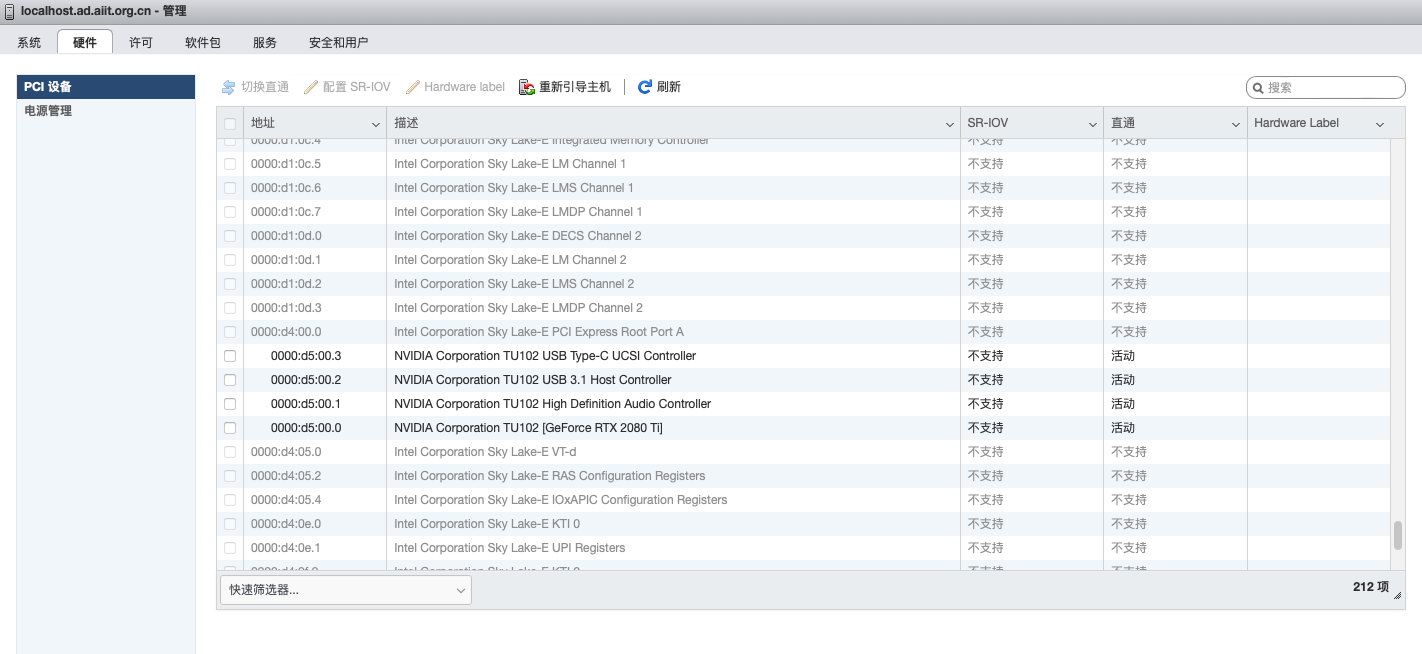 localhost.ad.aiit.org.cn - 管理
系统 硬件 许可 软件包 服务 安全和用户
PCI 设备
电源管理
切换直通 配置 SR-IOV Hardware label 重新引导主机 刷新 搜索
地址 描述 SR-IOV 直通 Hardware Label
0000:d1:0c.4 Intel Corporation Sky Lake-E Integrated Memory Controller 不支持 不支持
0000:d1:0c.5 Intel Corporation Sky Lake-E LM Channel 1 不支持 不支持
0000:d1:0c.6 Intel Corporation Sky Lake-E LMS Channel 1 不支持 不支持
0000:d1:0c.7 Intel Corporation Sky Lake-E LMDP Channel 1 不支持 不支持
0000:d1:0d.0 Intel Corporation Sky Lake-E DECS Channel 2 不支持 不支持
0000:d1:0d.1 Intel Corporation Sky Lake-E LM Channel 2 不支持 不支持
0000:d1:0d.2 Intel Corporation Sky Lake-E LMS Channel 2 不支持 不支持
0000:d1:0d.3 Intel Corporation Sky Lake-E LMDP Channel 2 不支持 不支持
0000:d4:00.0 Intel Corporation Sky Lake-E PCI Express Root Port A 不支持 不支持
0000:d5:00.3 NVIDIA Corporation TU102 USB Type-C UCSI Controller 不支持 活动
0000:d5:00.2 NVIDIA Corporation TU102 USB 3.1 Host Controller 不支持 活动
0000:d5:00.1 NVIDIA Corporation TU102 High Definition Audio Controller 不支持 活动
0000:d5:00.0 NVIDIA Corporation TU102 [GeForce RTX 2080 Ti] 不支持 活动
0000:d4:05.0 Intel Corporation Sky Lake-E VT-d 不支持 不支持
0000:d4:05.2 Intel Corporation Sky Lake-E RAS Configuration Registers 不支持 不支持
0000:d4:05.4 Intel Corporation Sky Lake-E IOxAPIC Configuration Registers 不支持 不支持
0000:d4:0e.0 Intel Corporation Sky Lake-E KTI 0 不支持 不支持
0000:d4:0e.1 Intel Corporation Sky Lake-E UPI Registers 不支持 不支持
快速筛选器... 212 项